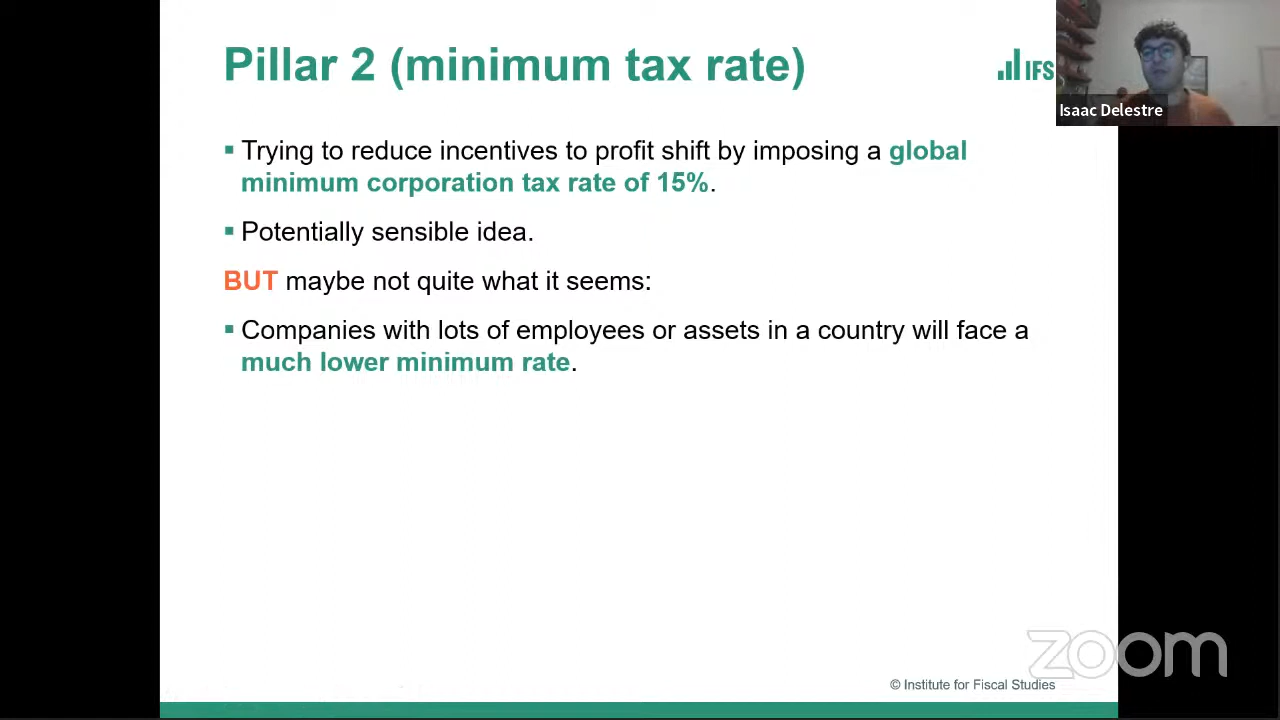 Pillar 2 (minimum tax rate)
IFS
Isaac Delestre
▪ Trying to reduce incentives to profit shift by imposing a global
minimum corporation tax rate of 15%.
▪ Potentially sensible idea.
BUT maybe not quite what it seems:
▪ Companies with lots of employees or assets in a country will face a
much lower minimum rate.
zoom
© Institute for Fiscal Studies